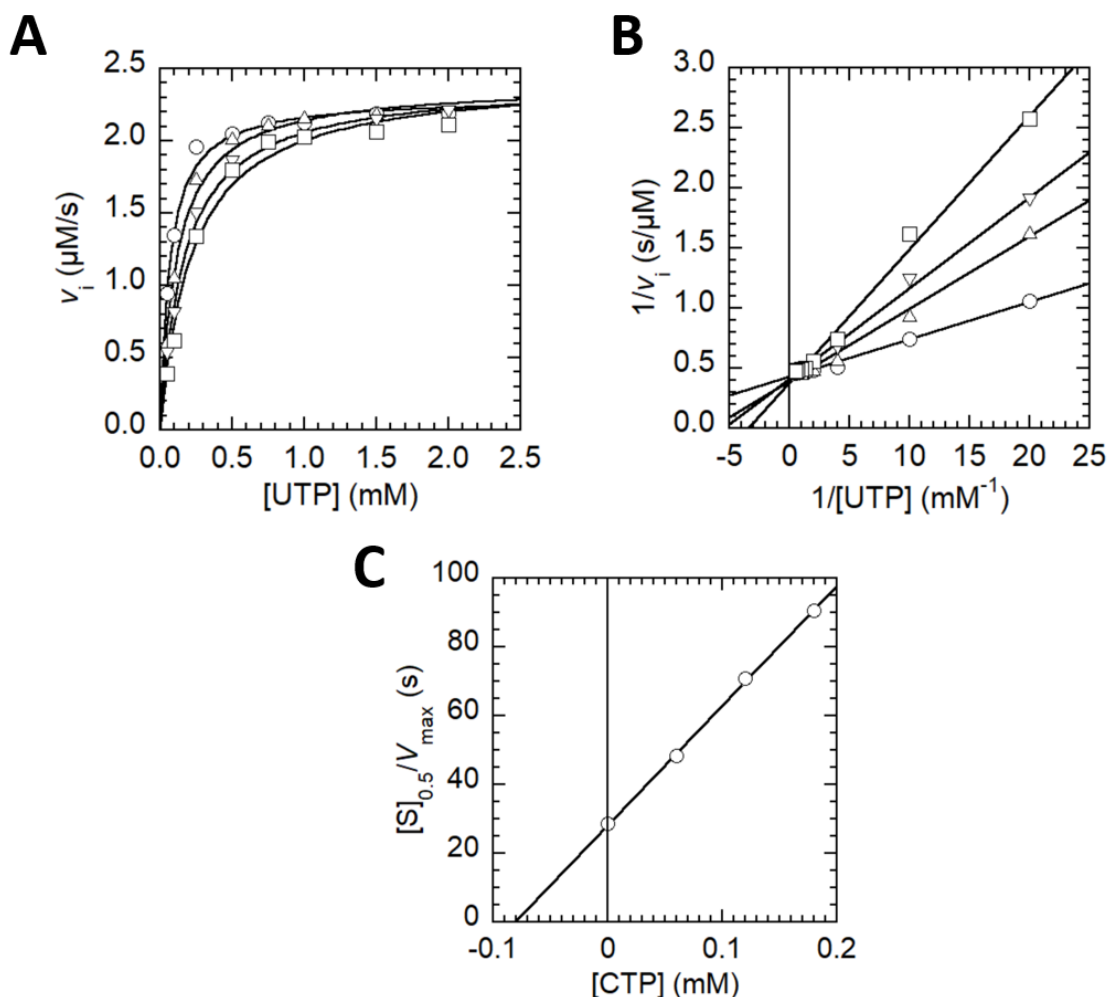 A
2.5
2.0
1.5
1.0
0.5
0.0
0.0 0.5 1.0 1.5 2.0 2.5
vi (μM/s)
[UTP] (mM)
B
3.0
2.5
2.0
1.5
1.0
0.5
0.0
-5 0 5 10 15 20 25
1/vi (s/μM)
1/[UTP] (mM-1)
C
100
80
60
40
20
0
-0.1 0 0.1 0.2
[S]0.5/Vmax (s)
[CTP] (mM)